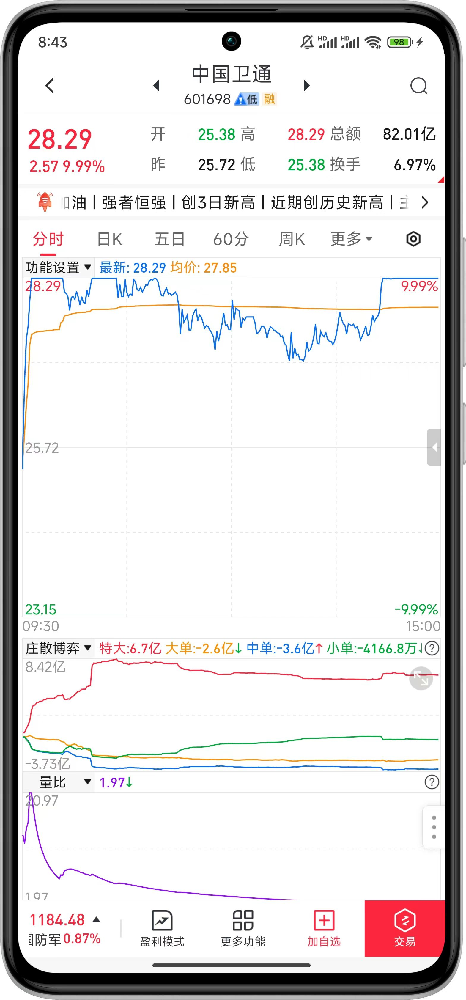 8:43
HD HD 98
中国卫通
601698 低 融
28.29 开 25.38 高 28.29 总额 82.01亿
2.57 9.99% 昨 25.72 低 25.38 换手 6.97%
油 | 强者恒强 | 创3日新高 | 近期创历史新高 |
分时 日K 五日 60分 周K 更多
功能设置 最新: 28.29 均价: 27.85
28.29 9.99%
25.72
23.15 -9.99%
09:30 15:00
庄散博弈 特大:6.7亿 大单:-2.6亿↓ 中单:-3.6亿↑ 小单:-4166.8万↓ ?
8.42亿
-3.73亿
量比 1.97↓ ?
20.97
1.97
1184.48
防军 0.87%
盈利模式
更多功能
加自选
交易